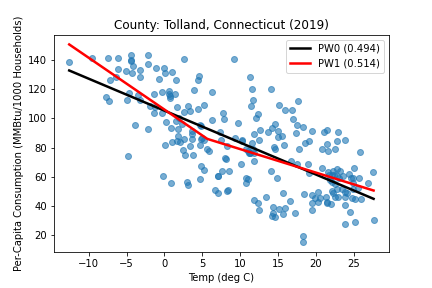 County: Tolland, Connecticut (2019)
Per-Capita Consumption (MMBtu/1000 Households)
140
120
100
80
60
40
20
PW0 (0.494)
PW1 (0.514)
−10 −5 0 5 10 15 20 25
Temp (deg C)